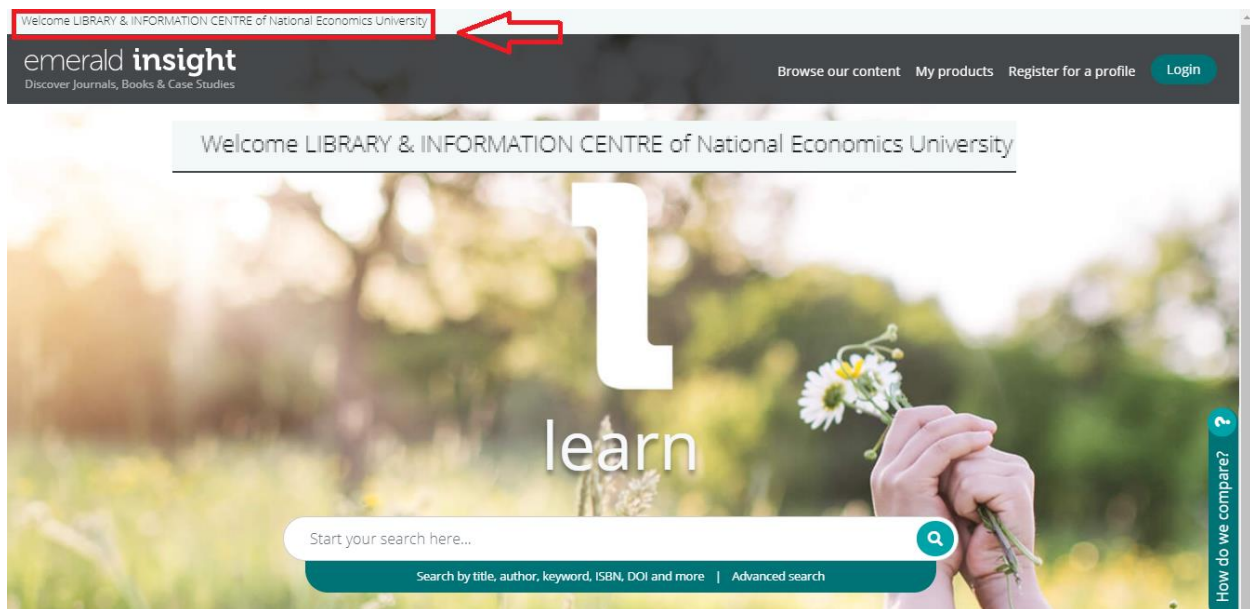 Welcome LIBRARY & INFORMATION CENTRE of National Economics University
emerald insight
Discover Journals, Books & Case Studies
Browse our content My products Register for a profile Login
Welcome LIBRARY & INFORMATION CENTRE of National Economics University
l
learn
Start your search here...
Search by title, author, keyword, ISBN, DOI and more | Advanced search
How do we compare? ?